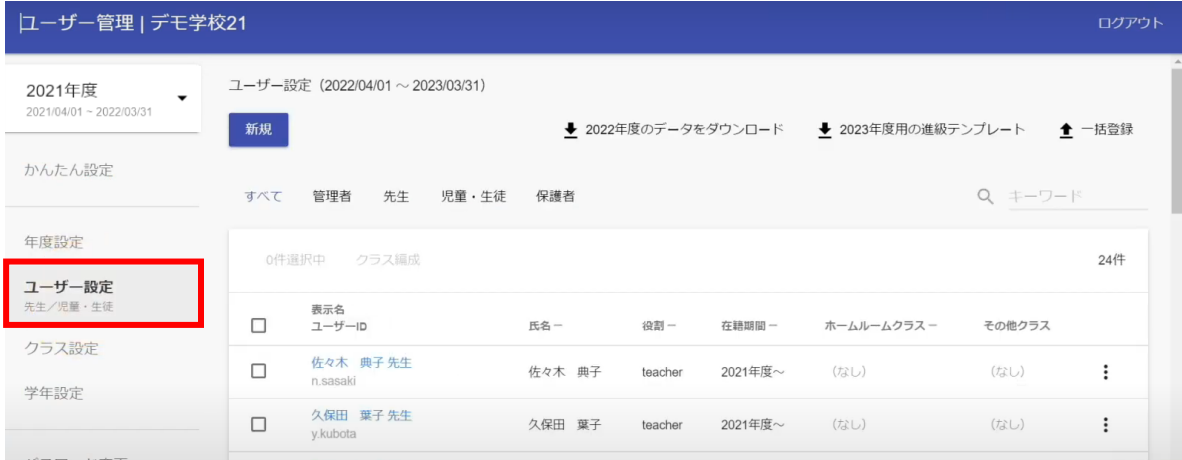 ユーザー管理 | デモ学校21
ログアウト
2021年度
2021/04/01 ~ 2022/03/31
かんたん設定
年度設定
ユーザー設定
先生／児童・生徒
クラス設定
学年設定
ユーザー設定（2022/04/01 ～ 2023/03/31）
新規
2022年度のデータをダウンロード
2023年度用の進級テンプレート
一括登録
すべて 管理者 先生 児童・生徒 保護者
キーワード
0件選択中 クラス編成
24件
表示名
ユーザーID 氏名 − 役割 − 在籍期間 − ホームルームクラス − その他クラス
佐々木 典子 先生
n.sasaki
佐々木 典子 teacher 2021年度～ （なし） （なし）
久保田 葉子 先生
y.kubota
久保田 葉子 teacher 2021年度～ （なし） （なし）